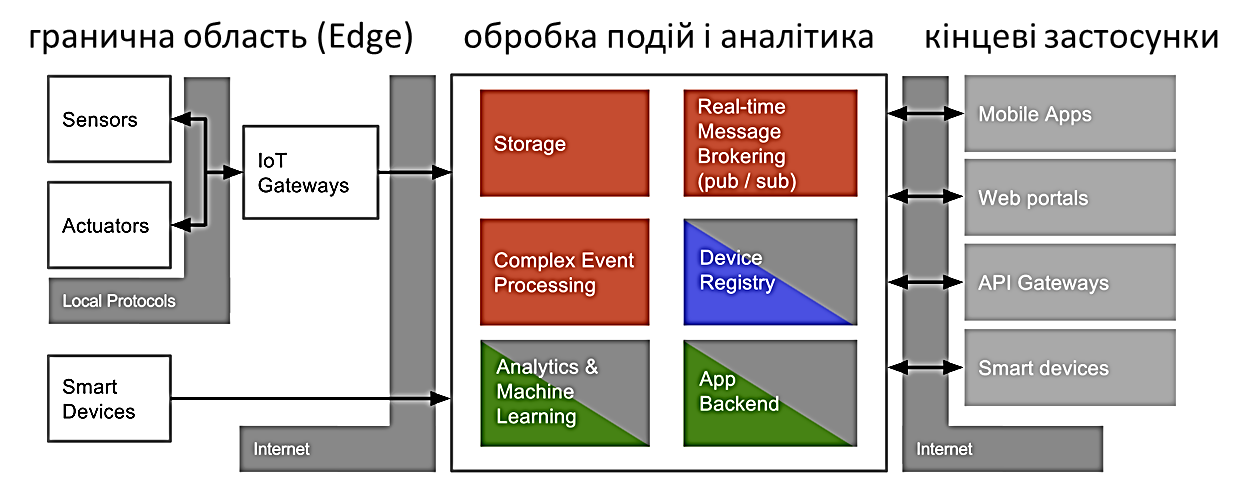 гранична область (Edge)
обробка подій і аналітика
кінцеві застосунки
Sensors
Actuators
Local Protocols
IoT
Gateways
Smart
Devices
Internet
Storage
Real-time
Message
Brokering
(pub / sub)
Complex Event
Processing
Device
Registry
Analytics &
Machine
Learning
App
Backend
Mobile Apps
Web portals
API Gateways
Smart devices
Internet